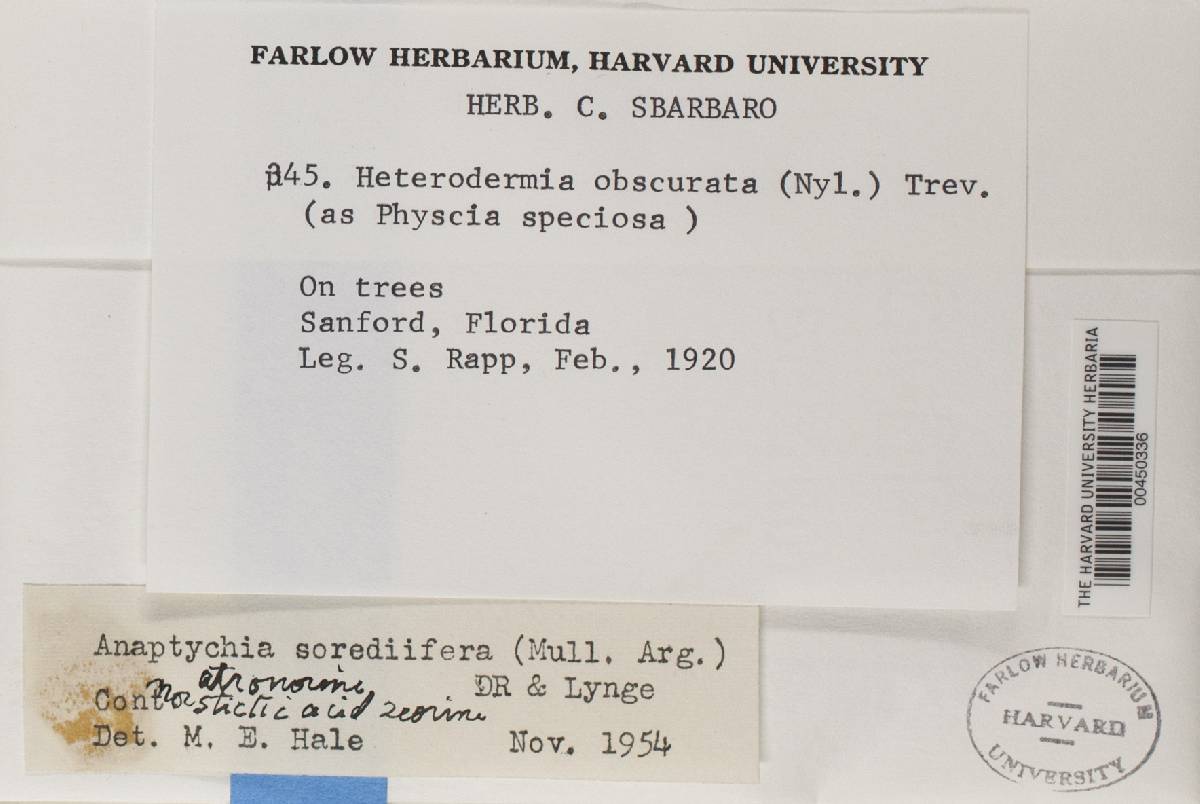 FARLOW HERBARIUM, HARVARD UNIVERSITY
HERB. C. SBARBARO
245. Heterodermia obscurata (Nyl.) Trev.
(as Physcia speciosa )
On trees
Sanford, Florida
Leg. S. Rapp, Feb., 1920
THE HARVARD UNIVERSITY HERBARIA
00450336
Anaptychia sorediifera (Mull. Arg.)
DR & Lynge
atronorine,
Cont norstictic acid zeorine
Det. M. E. Hale Nov. 1954
FARLOW HERBARIUM
HARVARD
UNIVERSITY